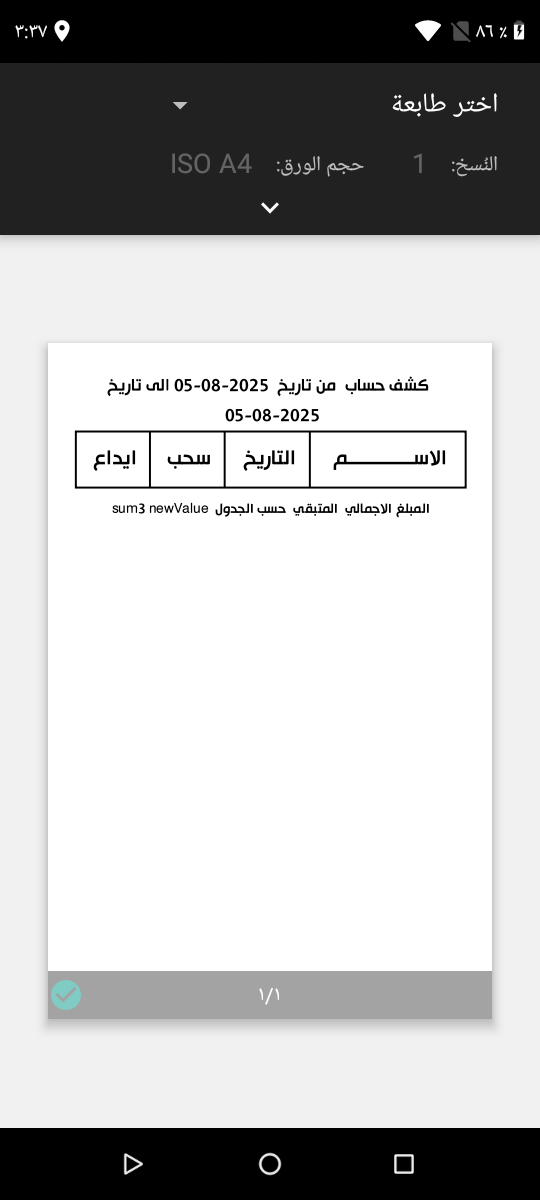 ٣:٣٧
٨٦ ٪
اختر طابعة
النُسخ: 1 حجم الورق: ISO A4
كشف حساب من تاريخ 2025-08-05 الى تاريخ
05-08-2025
الاســــــــــم التاريخ سحب ايداع
المبلغ الاجمالي المتبقي حسب الجدول sum3 newValue
١/١